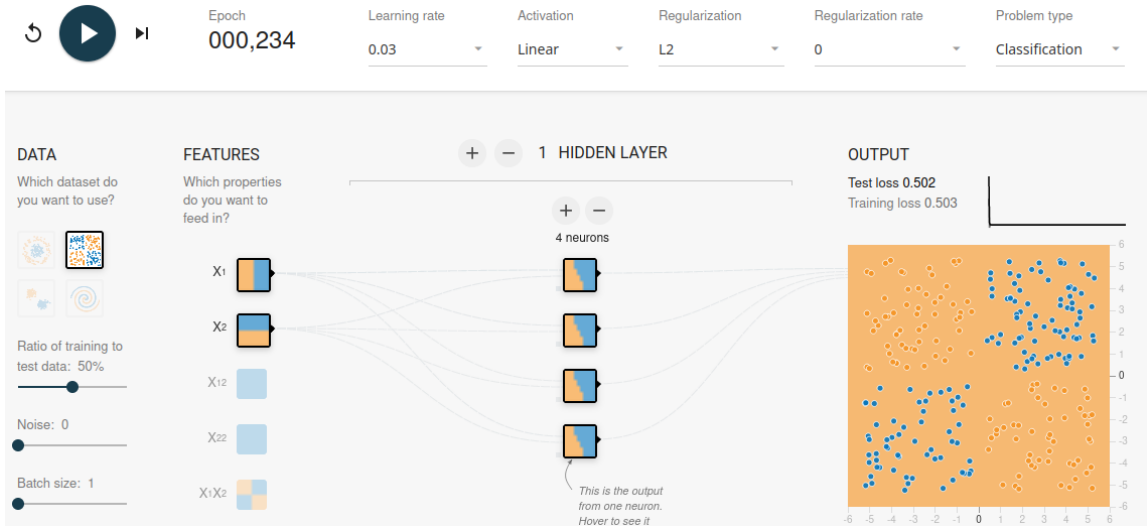 Epoch
000,234
Learning rate
0.03
Activation
Linear
Regularization
L2
Regularization rate
0
Problem type
Classification
DATA
Which dataset do
you want to use?
Ratio of training to
test data: 50%
Noise: 0
Batch size: 1
FEATURES
Which properties
do you want to
feed in?
X1
X2
X12
X22
X1X2
+ − 1 HIDDEN LAYER
+ −
4 neurons
This is the output
from one neuron.
Hover to see it
OUTPUT
Test loss 0.502
Training loss 0.503
6
5
4
3
2
1
0
-1
-2
-3
-4
-5
-6
-6 -5 -4 -3 -2 -1 0 1 2 3 4 5 6